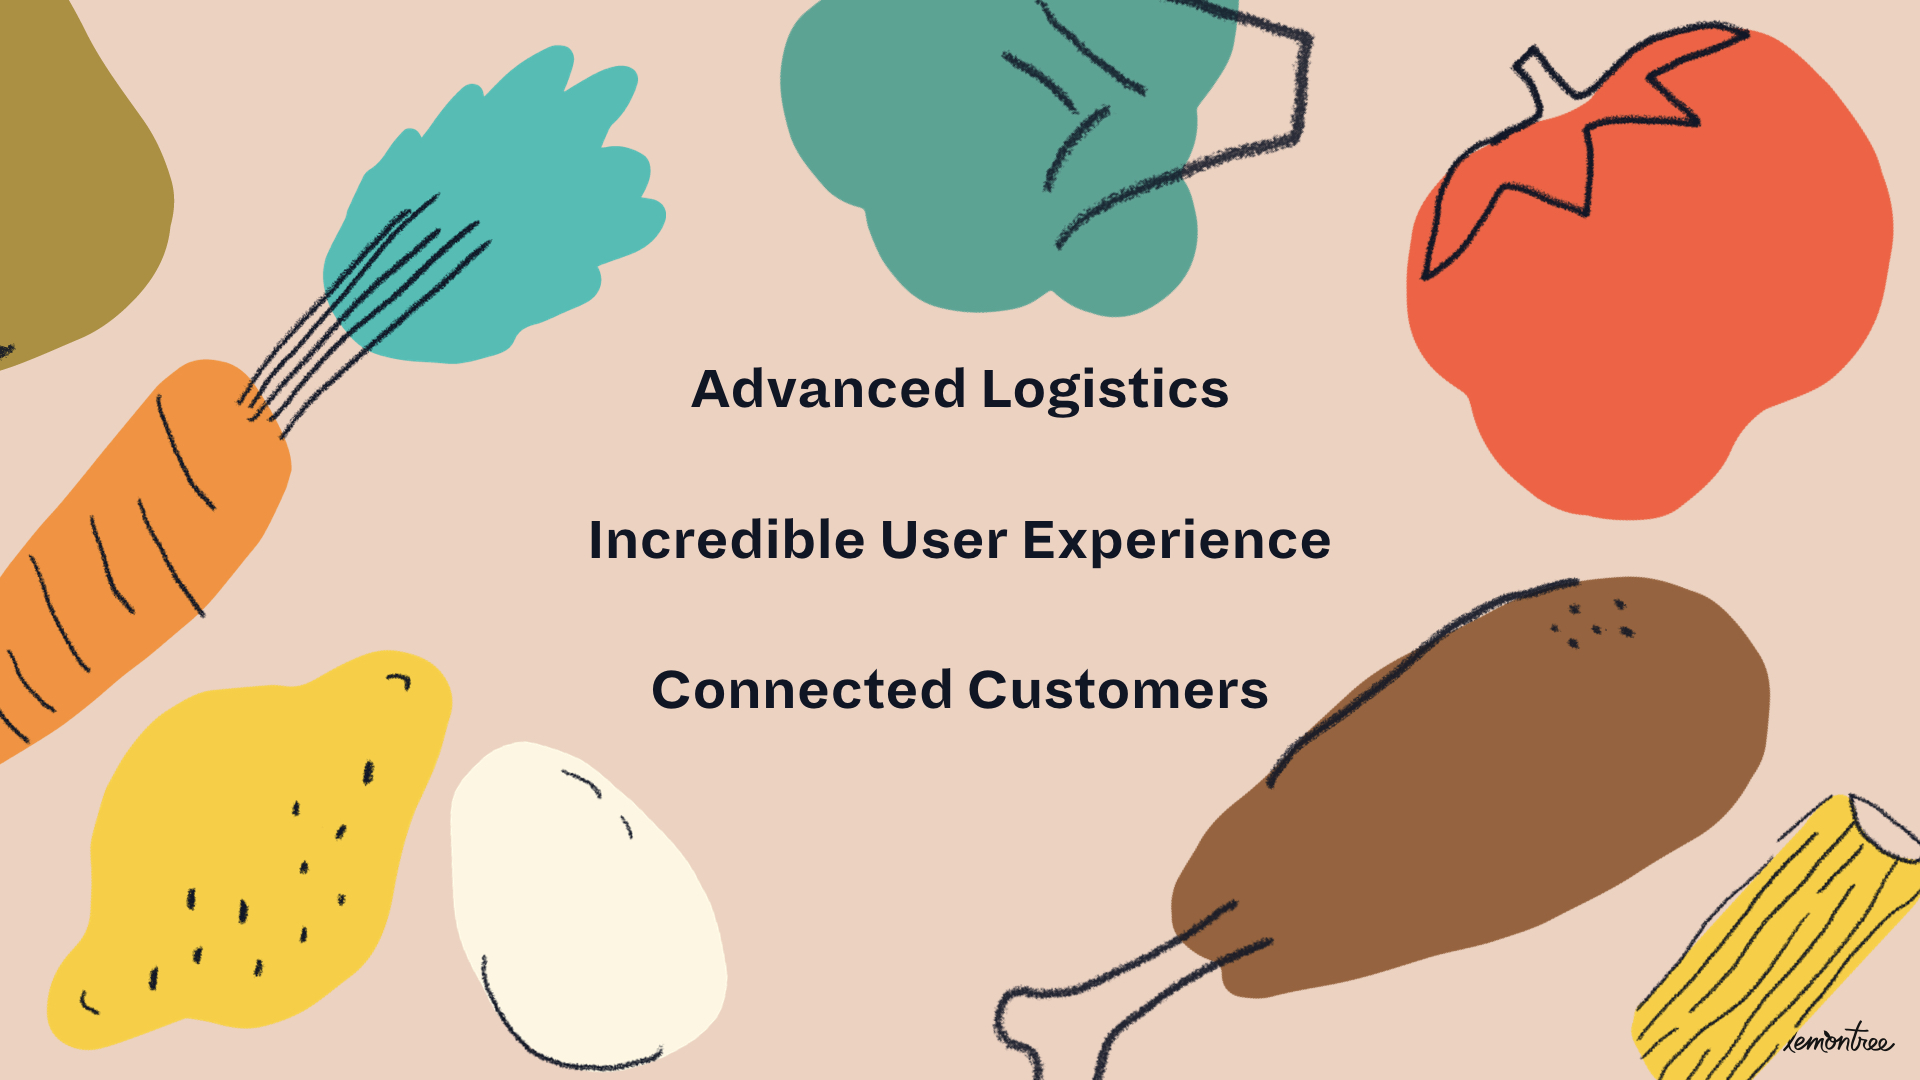 Advanced Logistics
Incredible User Experience
Connected Customers
lemontree